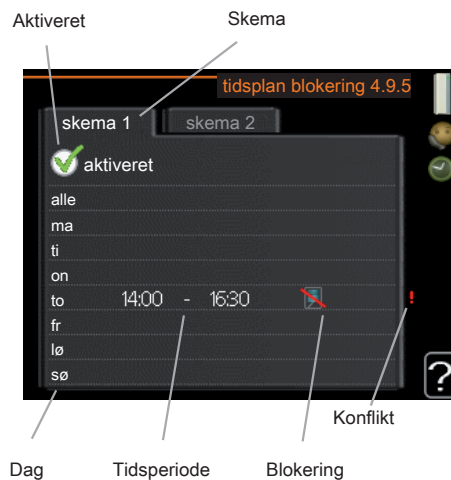 Aktiveret
Skema
tidsplan blokering 4.9.5
skema 1
skema 2
aktiveret
alle
ma
ti
on
to 14:00 - 16:30 !
fr
lø
sø
?
Konflikt
Dag
Tidsperiode
Blokering